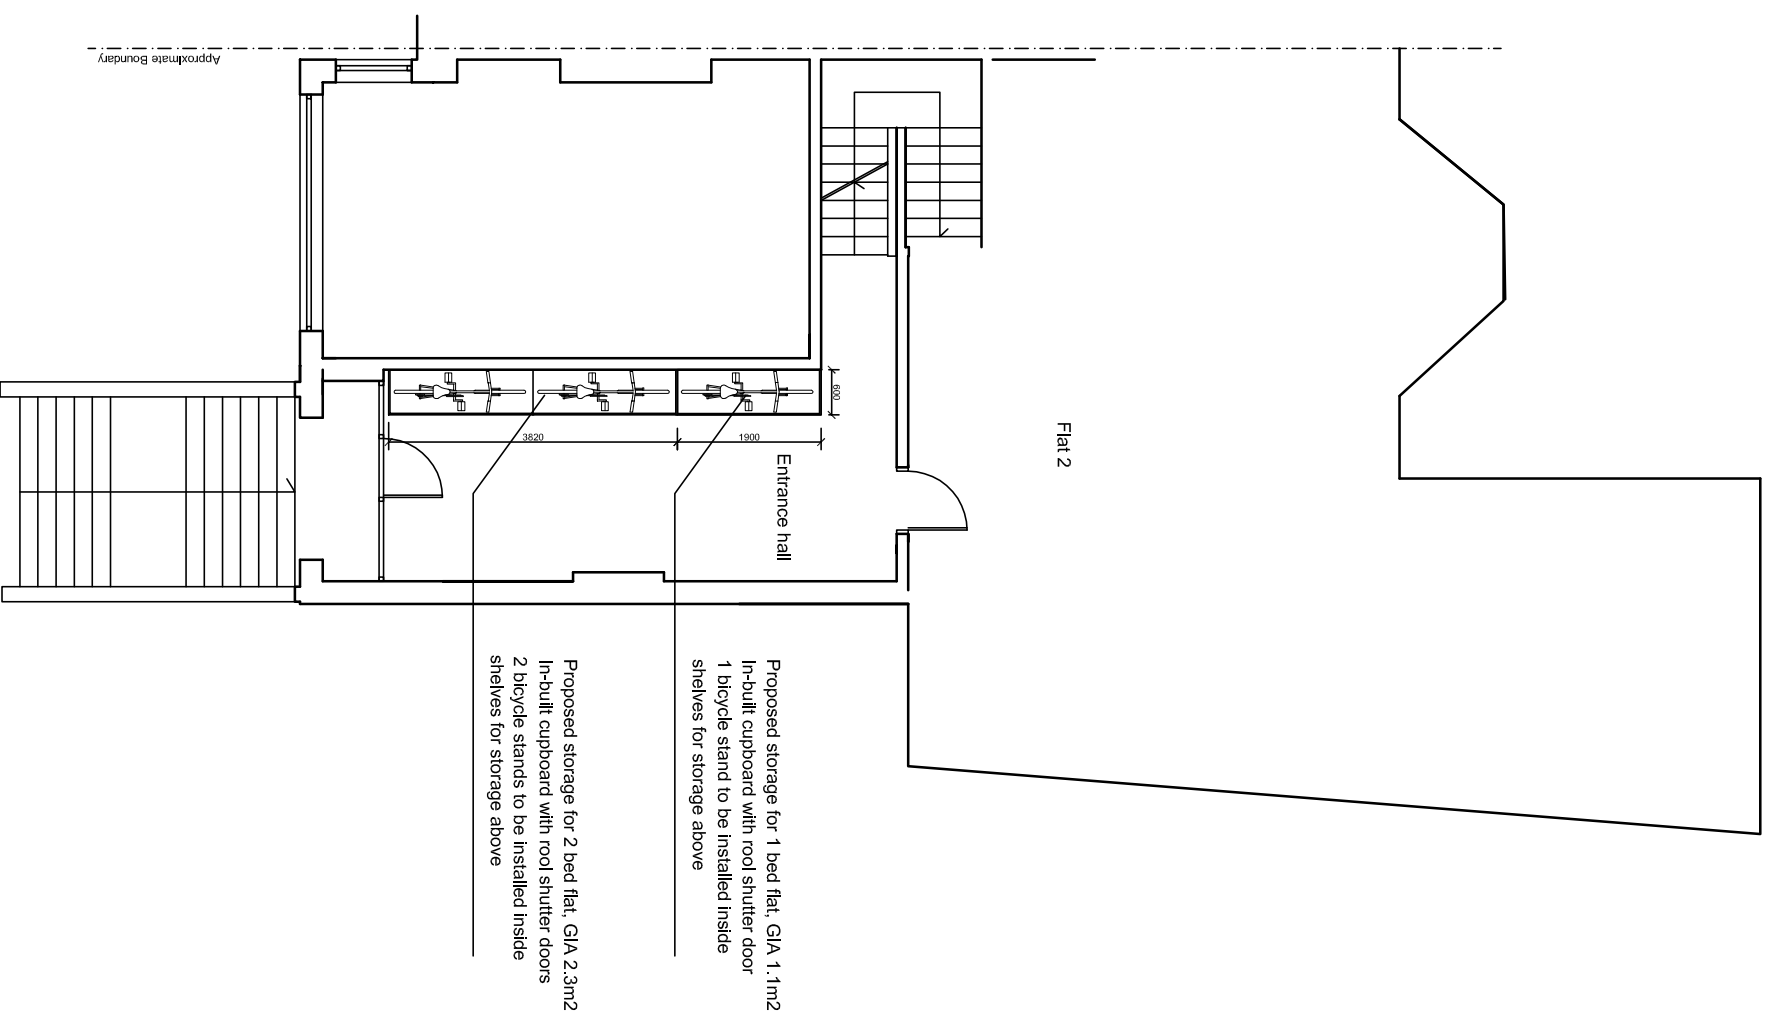 Approximate Boundary
Flat 2
600
3820
1900
Entrance hall
Proposed storage for 1 bed flat, GIA 1.1m2
In-built cupboard with rool shutter door
1 bicycle stand to be installed inside
shelves for storage above
Proposed storage for 2 bed flat, GIA 2.3m2
In-built cupboard with rool shutter doors
2 bicycle stands to be installed inside
shelves for storage above